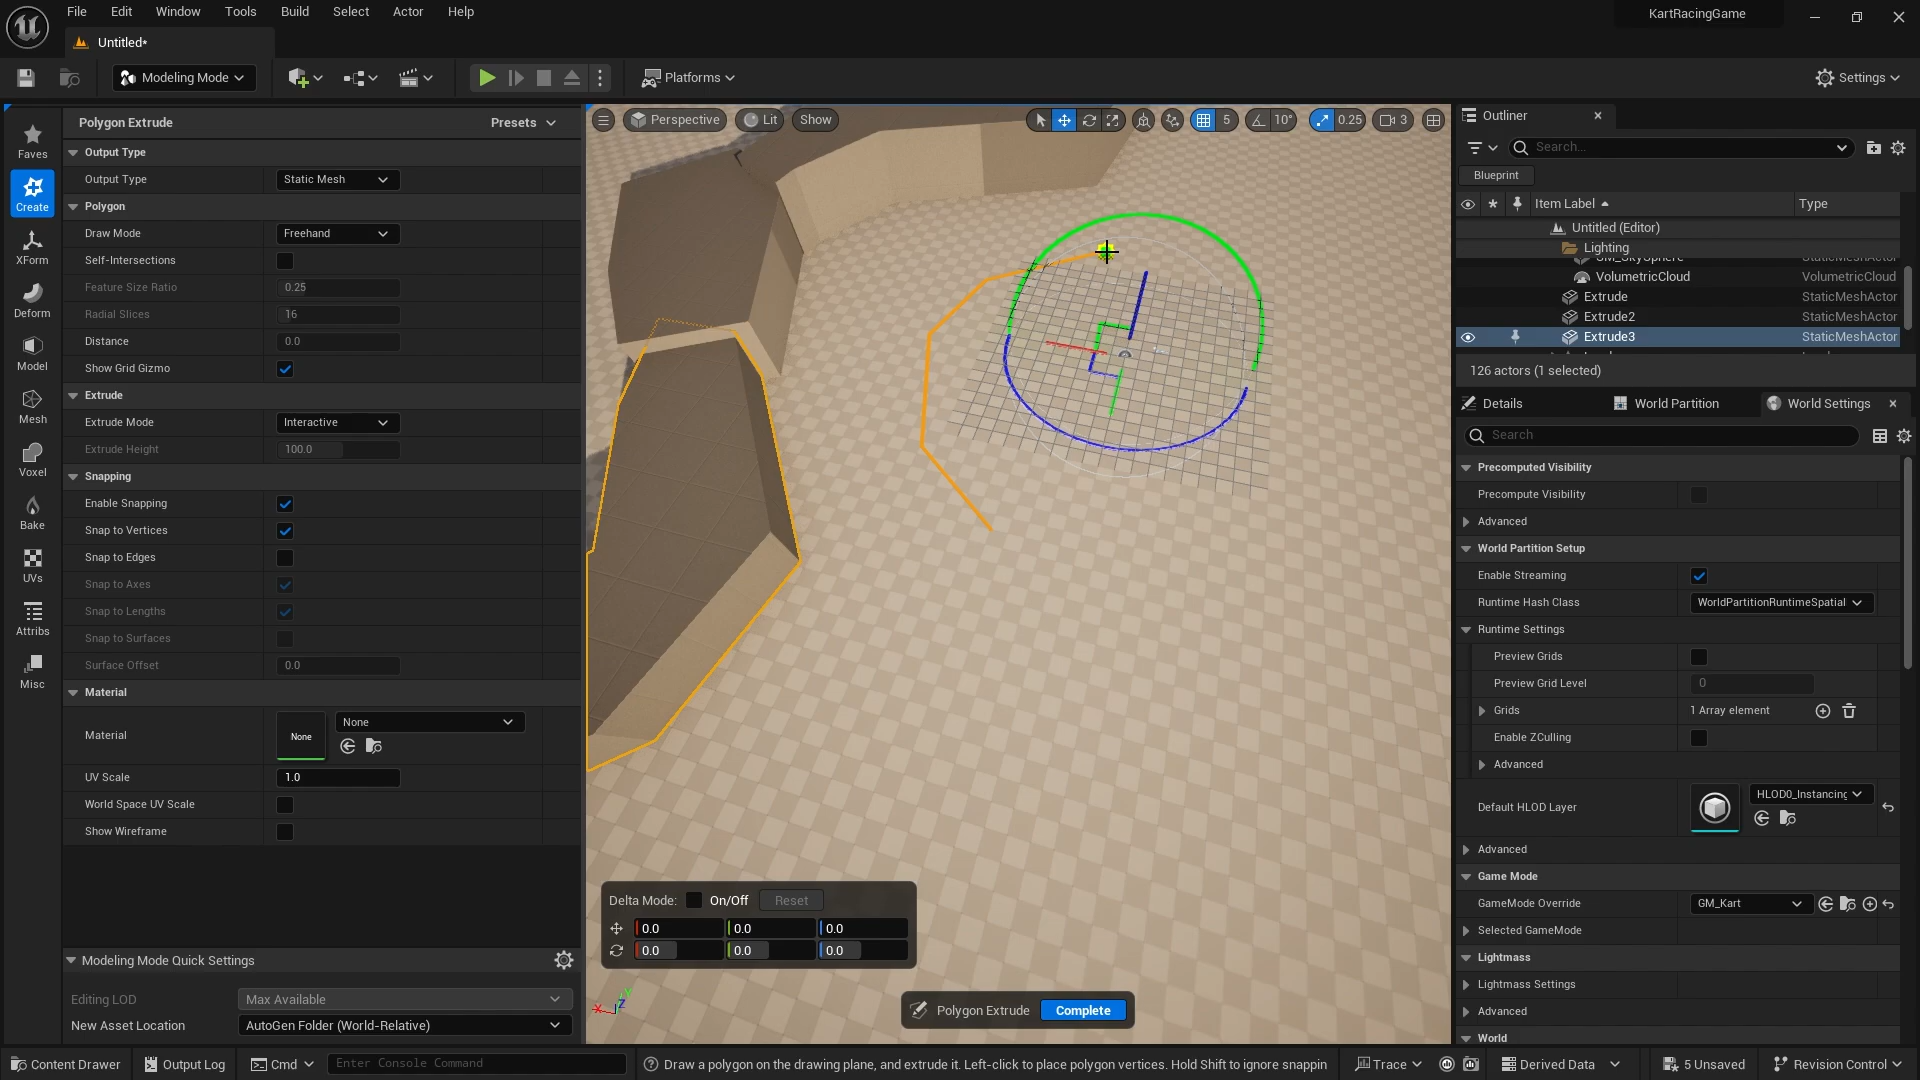 File Edit Window Tools Build Select Actor Help
KartRacingGame
Untitled*
Modeling Mode
Platforms
Settings
Polygon Extrude
Presets
Faves
Create
XForm
Deform
Model
Mesh
Voxel
Bake
UVs
Attribs
Misc
Output Type
Output Type Static Mesh
Polygon
Draw Mode Freehand
Self-Intersections
Feature Size Ratio 0.25
Radial Slices 16
Distance 0.0
Show Grid Gizmo
Extrude
Extrude Mode Interactive
Extrude Height 100.0
Snapping
Enable Snapping
Snap to Vertices
Snap to Edges
Snap to Axes
Snap to Lengths
Snap to Surfaces
Surface Offset 0.0
Material
Material None None
UV Scale 1.0
World Space UV Scale
Show Wireframe
Modeling Mode Quick Settings
Editing LOD Max Available
New Asset Location AutoGen Folder (World-Relative)
Perspective Lit Show
5 10° 0.25 3
Delta Mode: On/Off Reset
0.0 0.0 0.0
0.0 0.0 0.0
X Y Z
Polygon Extrude Complete
Outliner
Search...
Blueprint
Item Label Type
Untitled (Editor)
Lighting
SM_SkySphere StaticMeshActor
VolumetricCloud VolumetricCloud
Extrude StaticMeshActor
Extrude2 StaticMeshActor
Extrude3 StaticMeshActor
126 actors (1 selected)
Details World Partition World Settings
Search
Precomputed Visibility
Precompute Visibility
Advanced
World Partition Setup
Enable Streaming
Runtime Hash Class WorldPartitionRuntimeSpatial
Runtime Settings
Preview Grids
Preview Grid Level 0
Grids 1 Array element
Enable ZCulling
Advanced
Default HLOD Layer HLOD0_Instancing
Advanced
Game Mode
GameMode Override GM_Kart
Selected GameMode
Lightmass
Lightmass Settings
Advanced
World
Content Drawer Output Log Cmd Enter Console Command
Draw a polygon on the drawing plane, and extrude it. Left-click to place polygon vertices. Hold Shift to ignore snappin
Trace Derived Data 5 Unsaved Revision Control